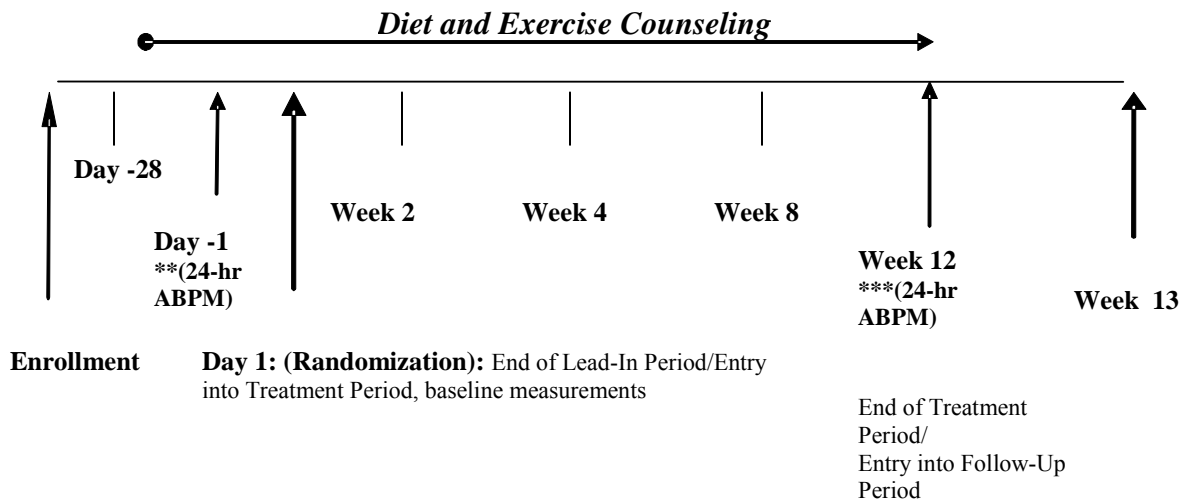 Diet and Exercise Counseling
Day -28
Week 2
Week 4
Week 8
Day -1
**(24-hr
ABPM)
Week 12
***(24-hr
ABPM)
Week 13
Enrollment
Day 1: (Randomization): End of Lead-In Period/Entry
into Treatment Period, baseline measurements
End of Treatment
Period/
Entry into Follow-Up
Period